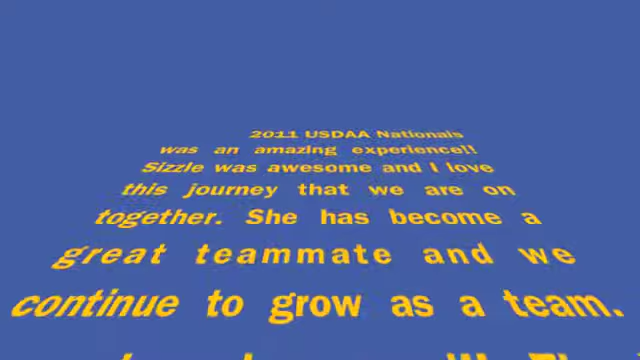 2011 USDAA Nationals
was an amazing experience!!
Sizzle was awesome and I love
this journey that we are on
together. She has become a
great teammate and we
continue to grow as a team.